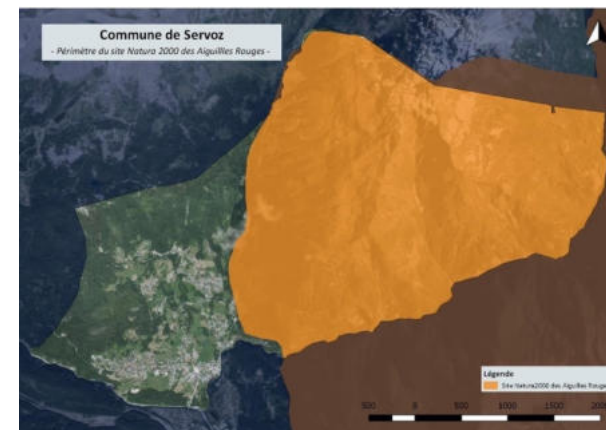 Commune de Servoz
- Périmètre du site Natura 2000 des Aiguillles Rouges -
Légende
Site Natura2000 des Aiguilles Rouges
500 0 500 1000 1500 2000